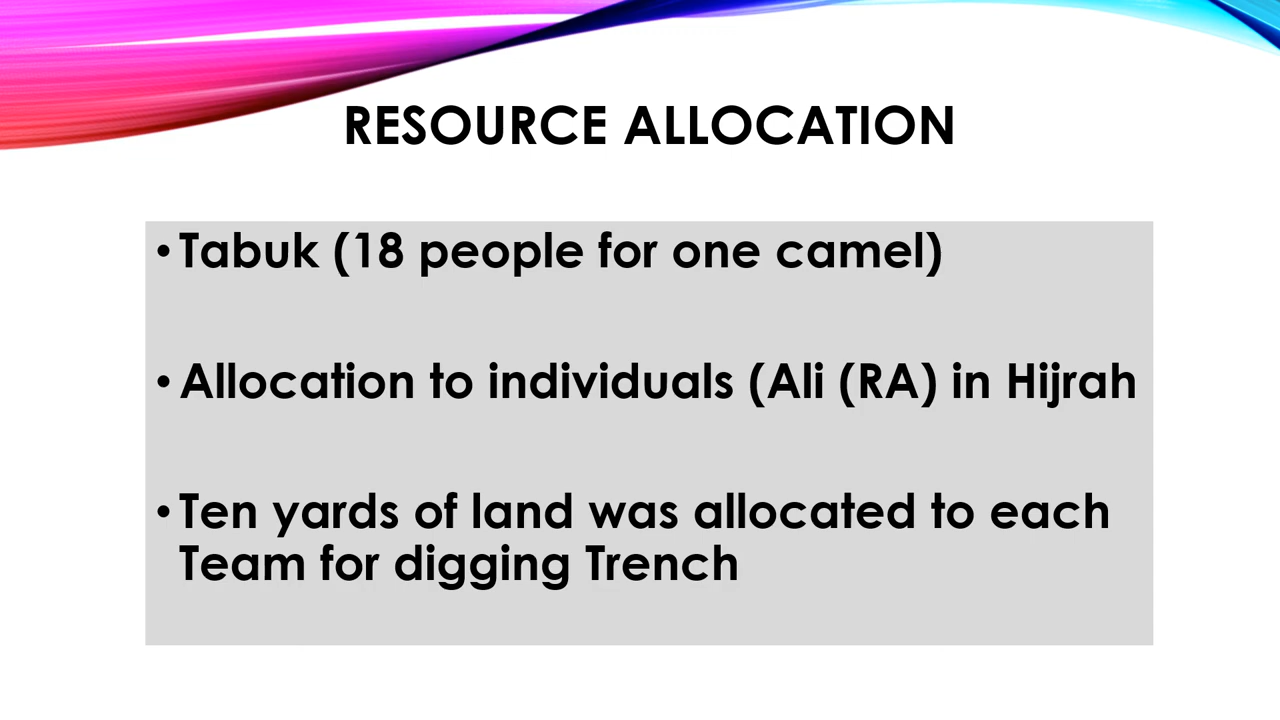 RESOURCE ALLOCATION
• Tabuk (18 people for one camel)
• Allocation to individuals (Ali (RA) in Hijrah
• Ten yards of land was allocated to each
Team for digging Trench